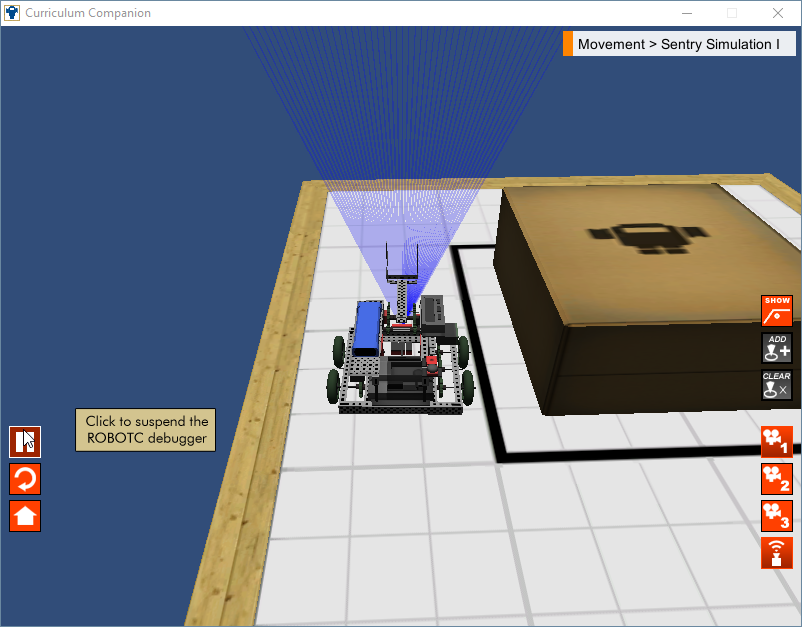 Curriculum Companion
Movement > Sentry Simulation I
SHOW
ADD
CLEAR
Click to suspend the
ROBOTC debugger
1
2
3